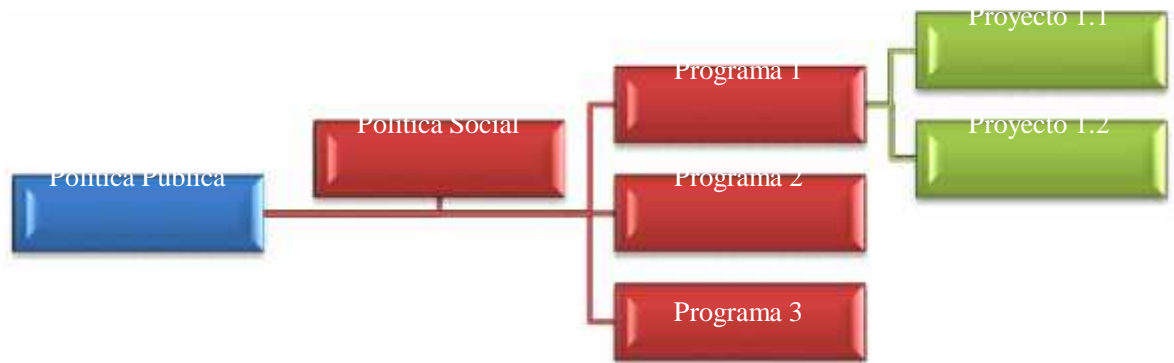 Política Pública
Política Social
Programa 1
Programa 2
Programa 3
Proyecto 1.1
Proyecto 1.2